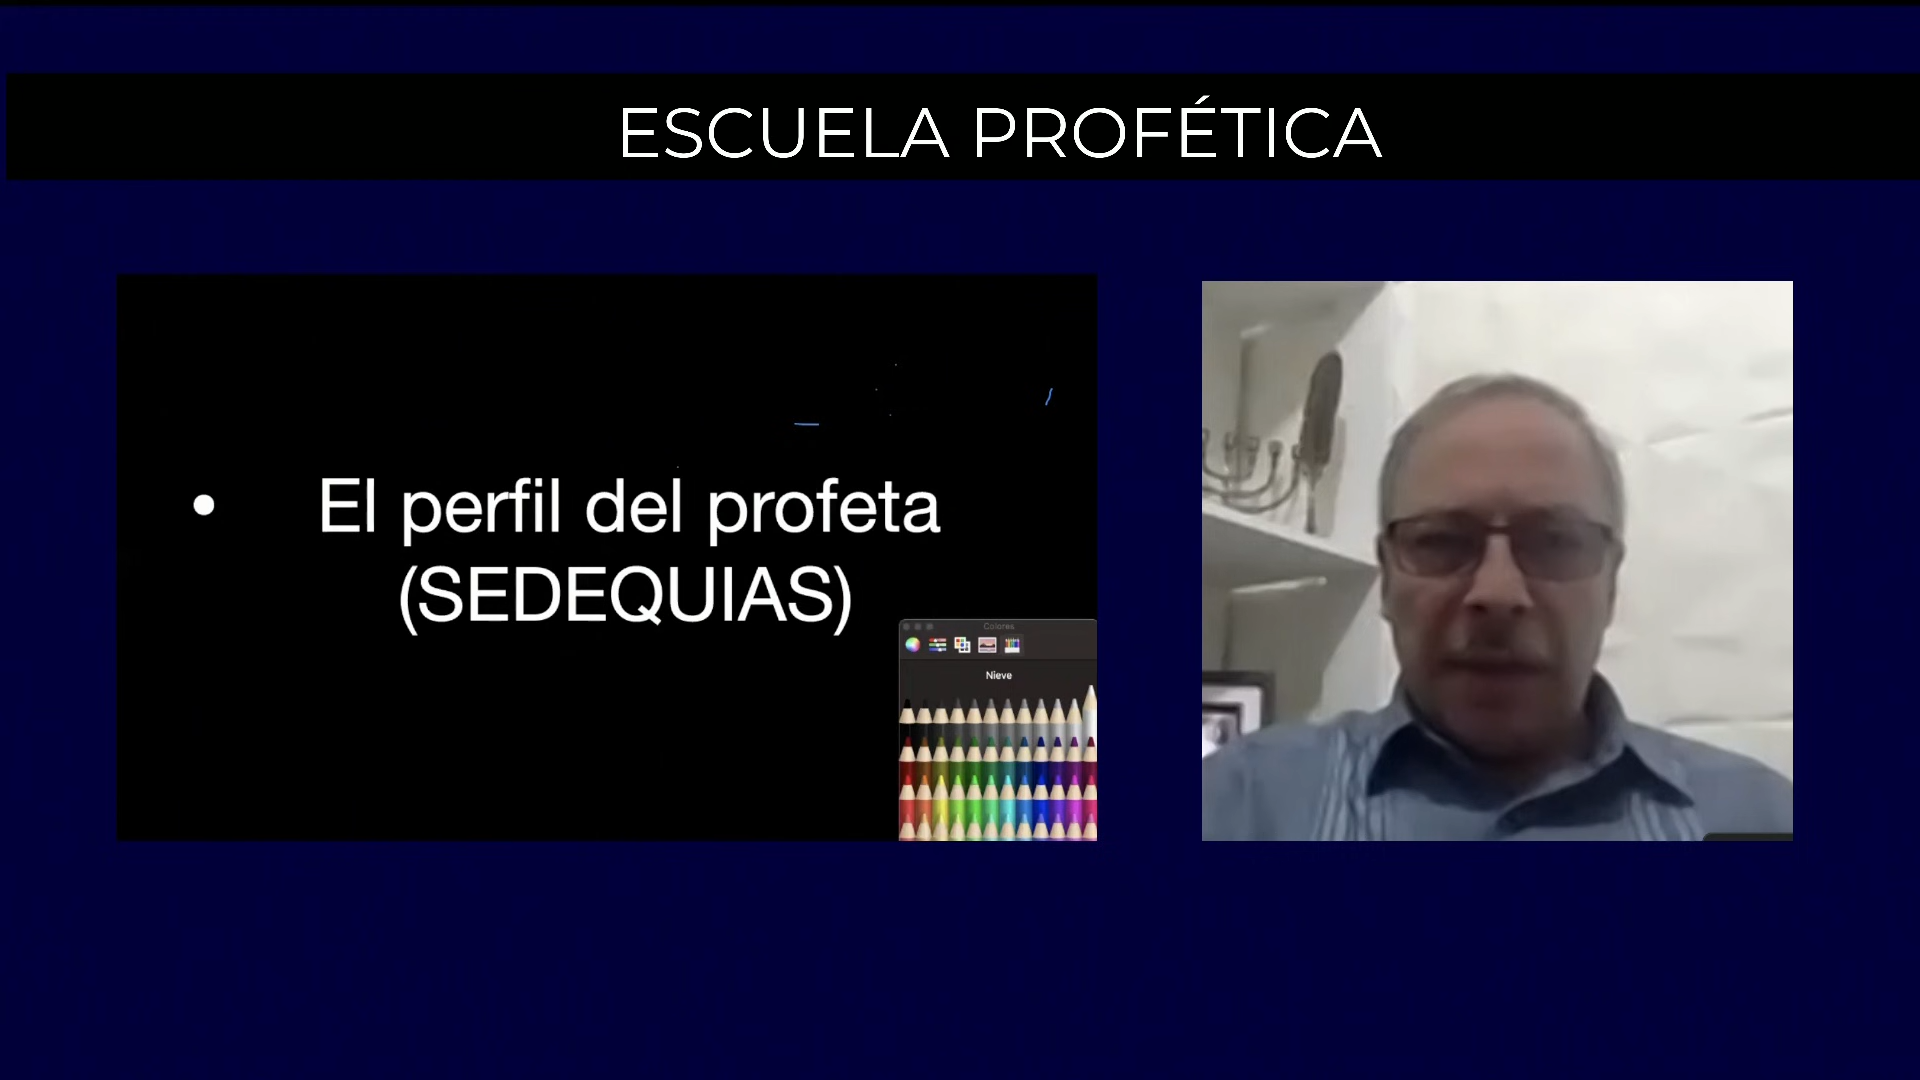 ESCUELA PROFÉTICA
• El perfil del profeta
(SEDEQUIAS)
Colores
Nieve